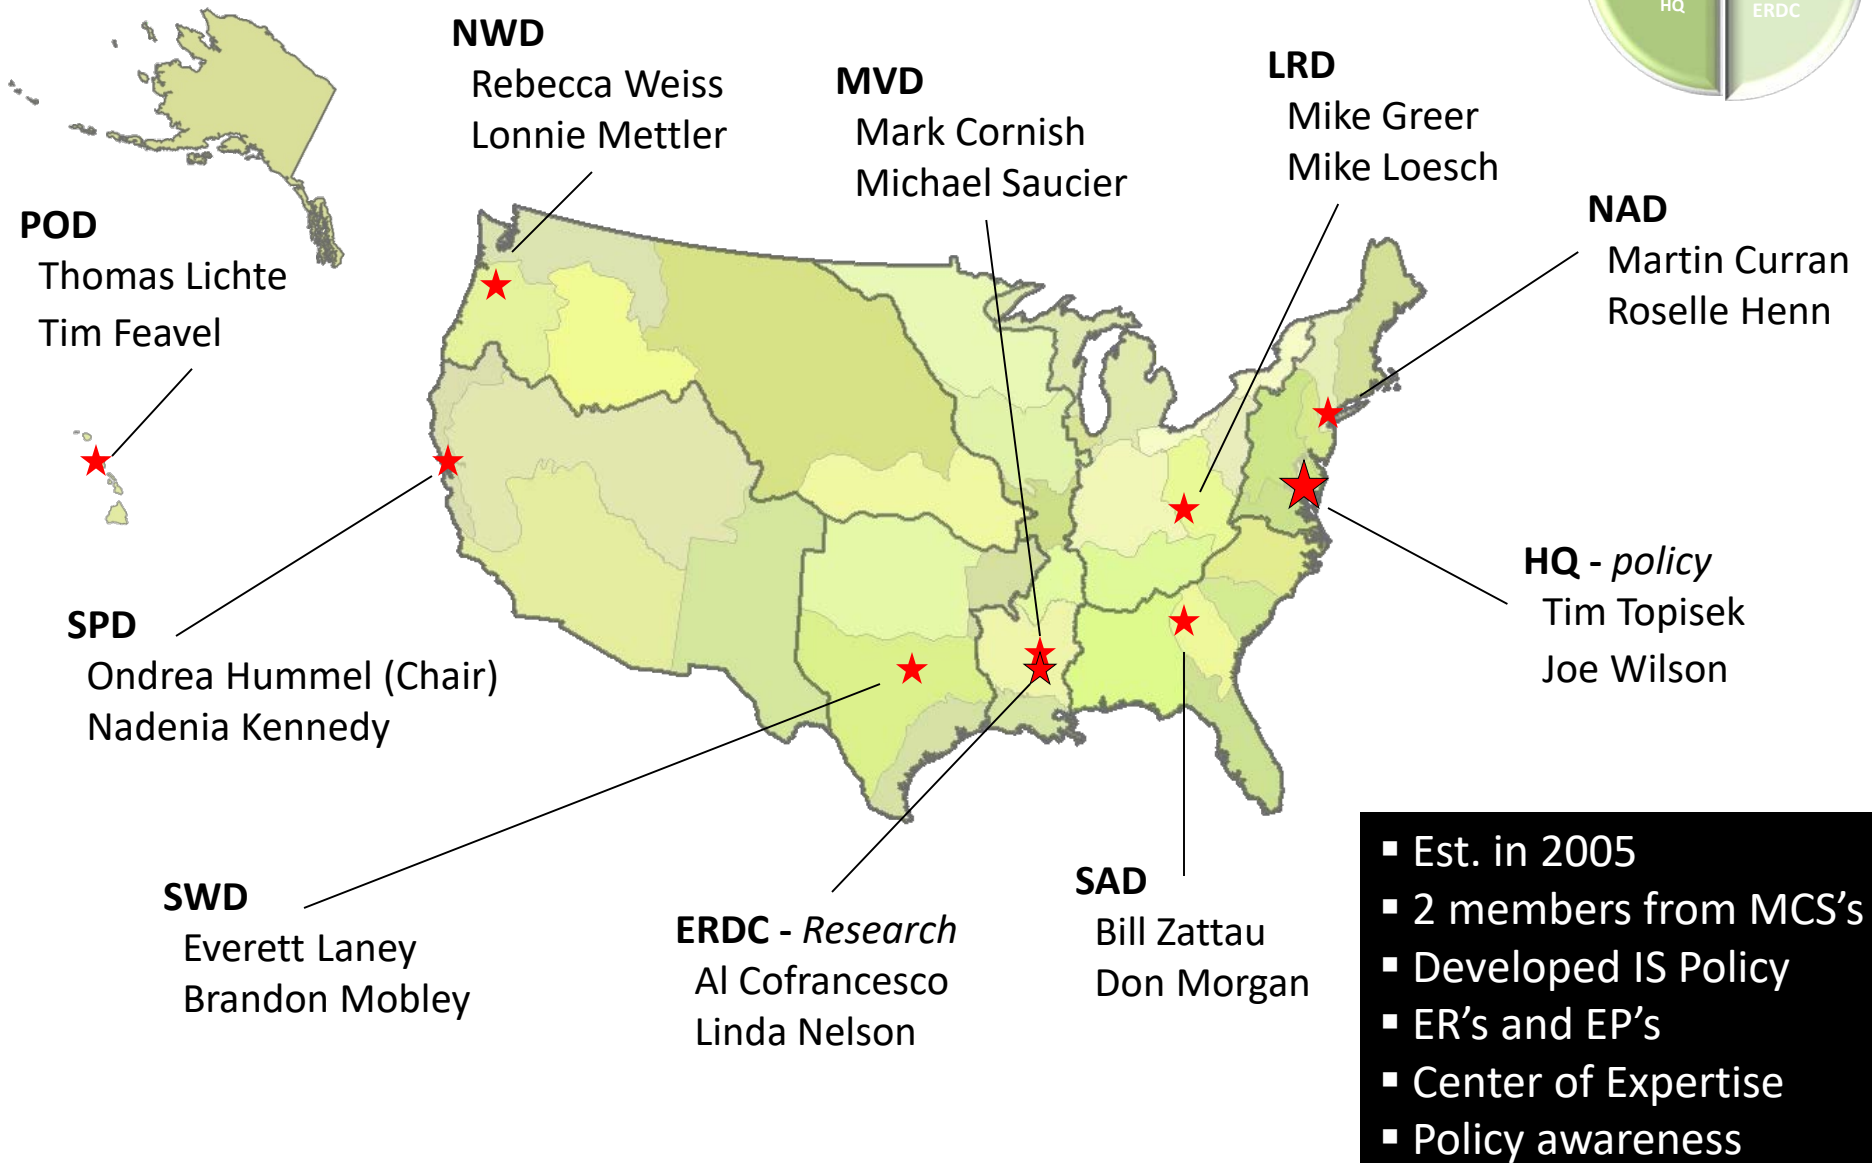 HQ
ERDC
NWD
Rebecca Weiss
Lonnie Mettler
MVD
Mark Cornish
Michael Saucier
LRD
Mike Greer
Mike Loesch
NAD
Martin Curran
Roselle Henn
POD
Thomas Lichte
Tim Feavel
HQ - policy
Tim Topisek
Joe Wilson
SPD
Ondrea Hummel (Chair)
Nadenia Kennedy
SWD
Everett Laney
Brandon Mobley
ERDC - Research
Al Cofrancesco
Linda Nelson
SAD
Bill Zattau
Don Morgan
▪ Est. in 2005
▪ 2 members from MCS’s
▪ Developed IS Policy
▪ ER’s and EP’s
▪ Center of Expertise
▪ Policy awareness